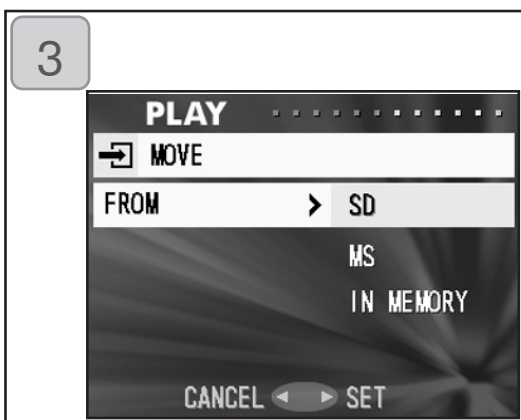 3
PLAY
MOVE
FROM > SD
MS
IN MEMORY
CANCEL ◄ ► SET